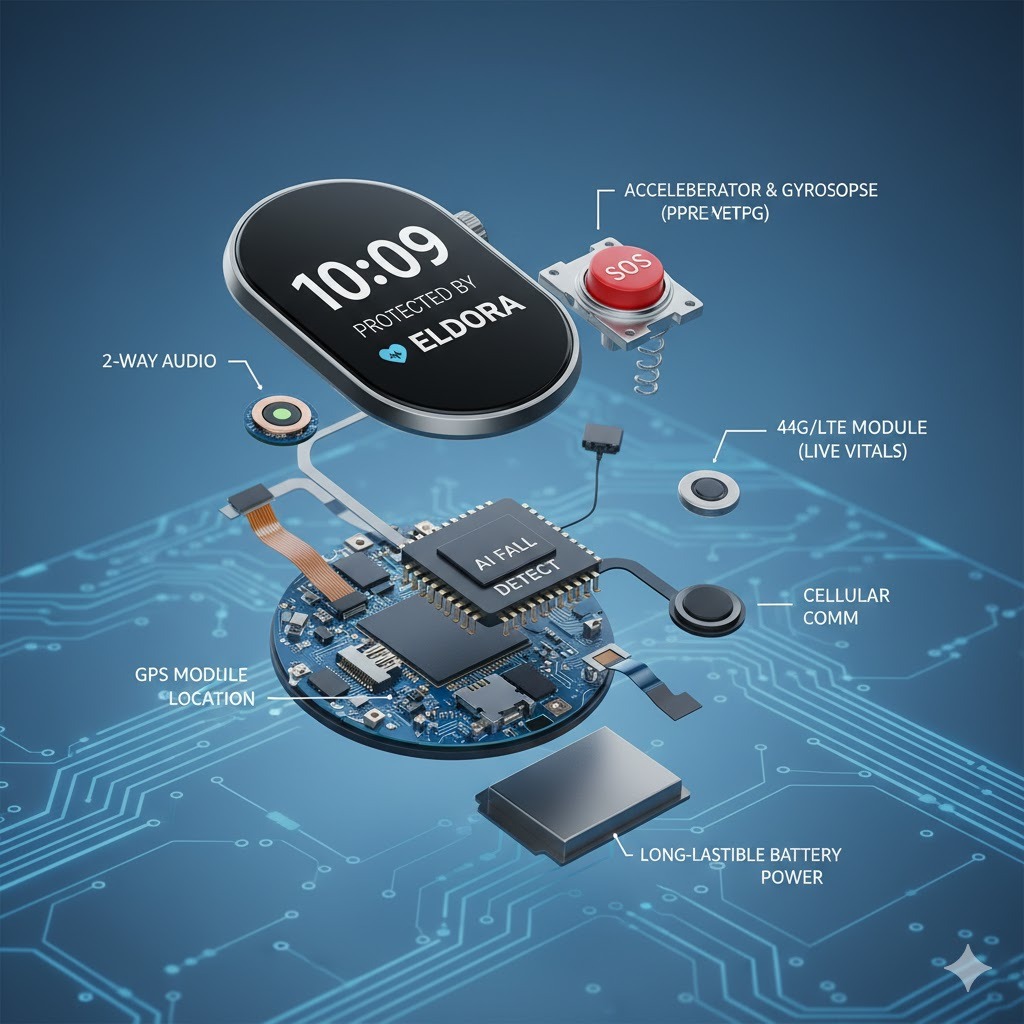 ACCELEBERATOR & GYROSOPSE
(PPRE VETPG)
SOS
10:09
PROTECTED BY
ELDORA
2-WAY AUDIO
44G/LTE MODULE
(LIVE VITALS)
AI FALL
DETECT
CELLULAR
COMM
GPS MODULE
LOCATION
LONG-LASTIBLE BATTERY
POWER